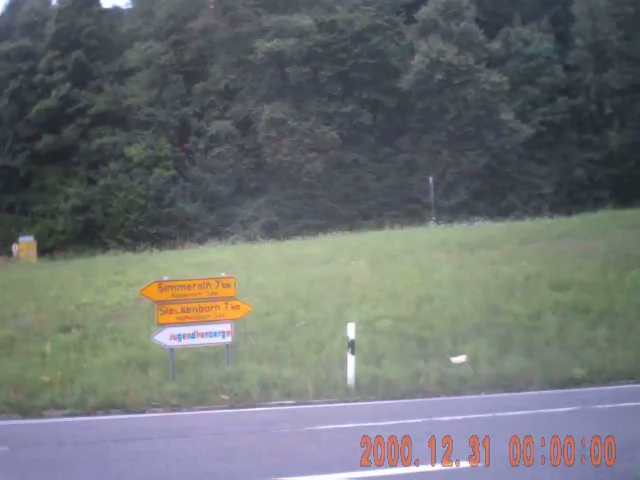 Simmerath 7 km
Steckenborn 7 km
Jugendherberge
2000.12.31 00:00:00